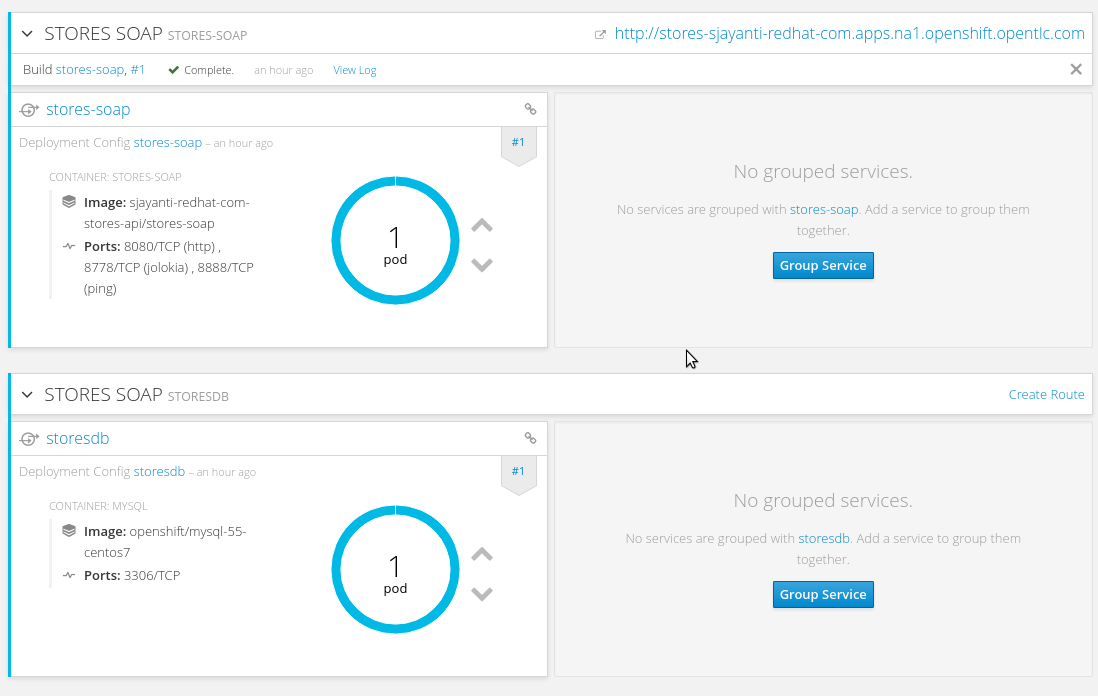 STORES SOAP STORES-SOAP http://stores-sjayanti-redhat-com.apps.na1.openshift.opentlc.com
Build stores-soap, #1 Complete. an hour ago View Log
stores-soap
Deployment Config stores-soap – an hour ago #1
CONTAINER: STORES-SOAP
Image: sjayanti-redhat-com-
stores-api/stores-soap
Ports: 8080/TCP (http) ,
8778/TCP (jolokia) , 8888/TCP
(ping)
1
pod
No grouped services.
No services are grouped with stores-soap. Add a service to group them
together.
Group Service
STORES SOAP STORESDB Create Route
storesdb
Deployment Config storesdb – an hour ago #1
CONTAINER: MYSQL
Image: openshift/mysql-55-
centos7
Ports: 3306/TCP
1
pod
No grouped services.
No services are grouped with storesdb. Add a service to group them
together.
Group Service